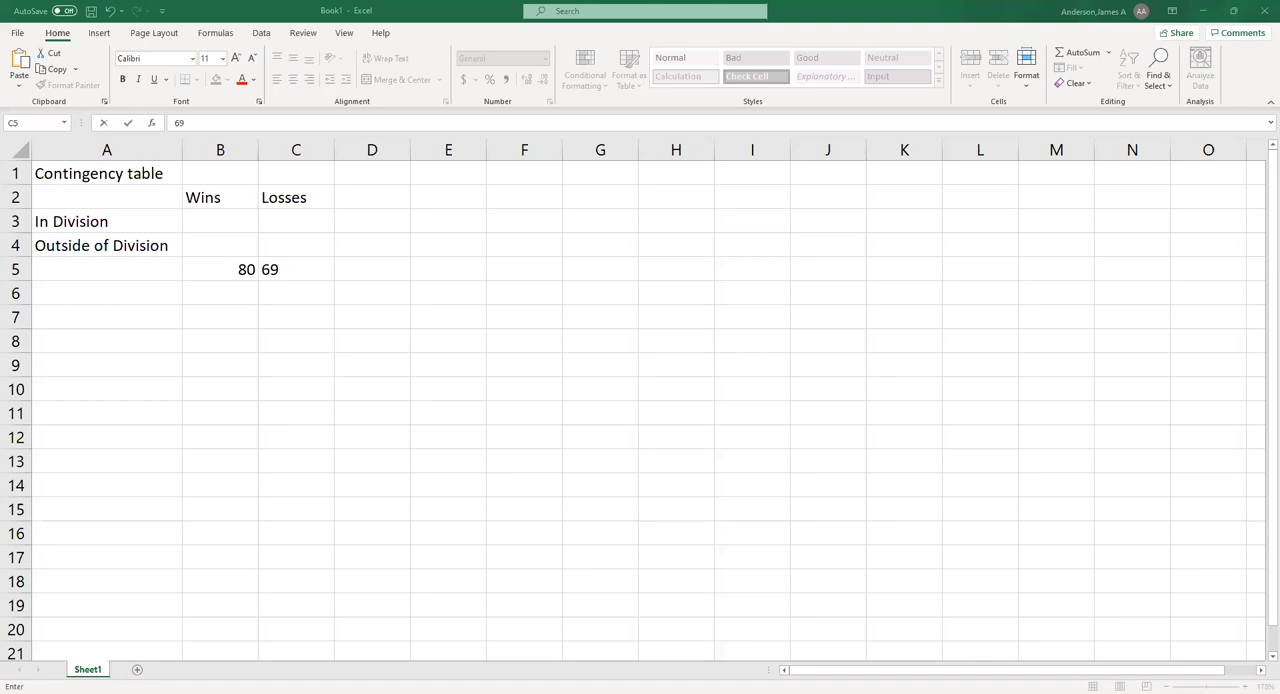 AutoSave Off Book1 - Excel Search Anderson,James A AA
File Home Insert Page Layout Formulas Data Review View Help Share Comments
Paste Cut Copy Format Painter Clipboard
Calibri 11 A A B I U A Font
Wrap Text Merge & Center Alignment
General $ % , Number
Conditional Formatting Format as Table Normal Bad Good Neutral Calculation Check Cell Explanatory ... Input Styles
Insert Delete Format Cells
AutoSum Fill Clear Sort & Filter Find & Select Editing
Analyze Data Analysis
C5 fx 69
A B C D E F G H I J K L M N O
1 Contingency table
2 Wins Losses
3 In Division
4 Outside of Division
5 80 69
6
7
8
9
10
11
12
13
14
15
16
17
18
19
20
21
Sheet1
Enter 178%